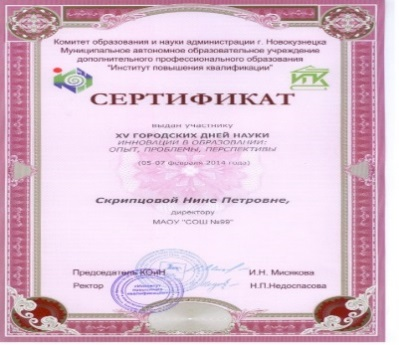 Комитет образования и науки администрации г. Новокузнецка
Муниципальное автономное образовательное учреждение
дополнительного профессионального образования
"Институт повышения квалификации"
ИПК
СЕРТИФИКАТ
выдан участнику
XV ГОРОДСКИХ ДНЕЙ НАУКИ
ИННОВАЦИИ В ОБРАЗОВАНИИ:
ОПЫТ, ПРОБЛЕМЫ, ПЕРСПЕКТИВЫ
(05-07 февраля 2014 года)
Скрипцовой Нине Петровне,
директору
МАОУ "СОШ №99"
Председатель КОиН И.Н. Мисякова
Ректор Н.П.Недоспасова